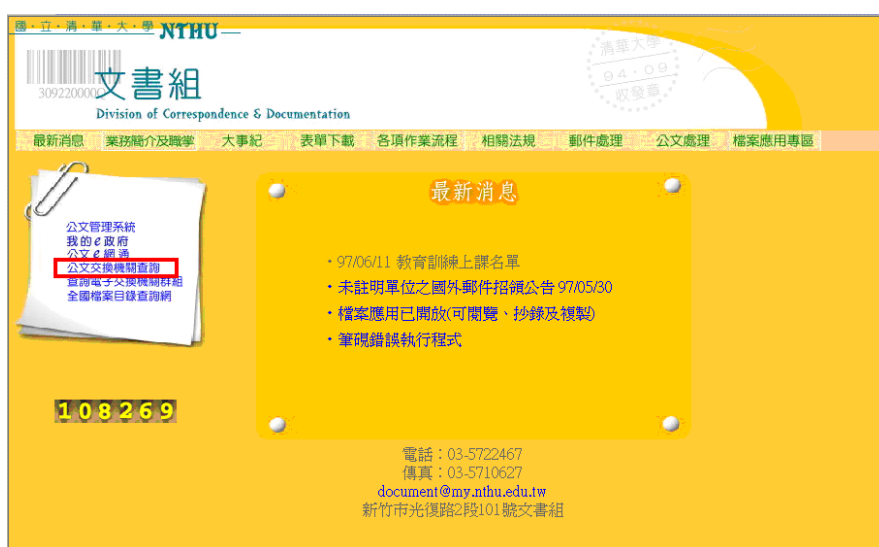 國‧立‧清‧華‧大‧學 NTHU
清華大學
94.09
收發章
309220000Q
文書組
Division of Correspondence & Documentation
最新消息 業務簡介及職掌 大事紀 表單下載 各項作業流程 相關法規 郵件處理 公文處理 檔案應用專區
公文管理系統
我的e政府
公文e網通
公文交換機關查詢
查詢電子交換機關群組
全國檔案目錄查詢網
108269
最新消息
‧97/06/11 教育訓練上課名單
‧未註明單位之國外郵件招領公告 97/05/30
‧檔案應用已開放(可閱覽、抄錄及複製)
‧筆硯錯誤執行程式
電話：03-5722467
傳真：03-5710627
document@my.nthu.edu.tw
新竹市光復路2段101號文書組